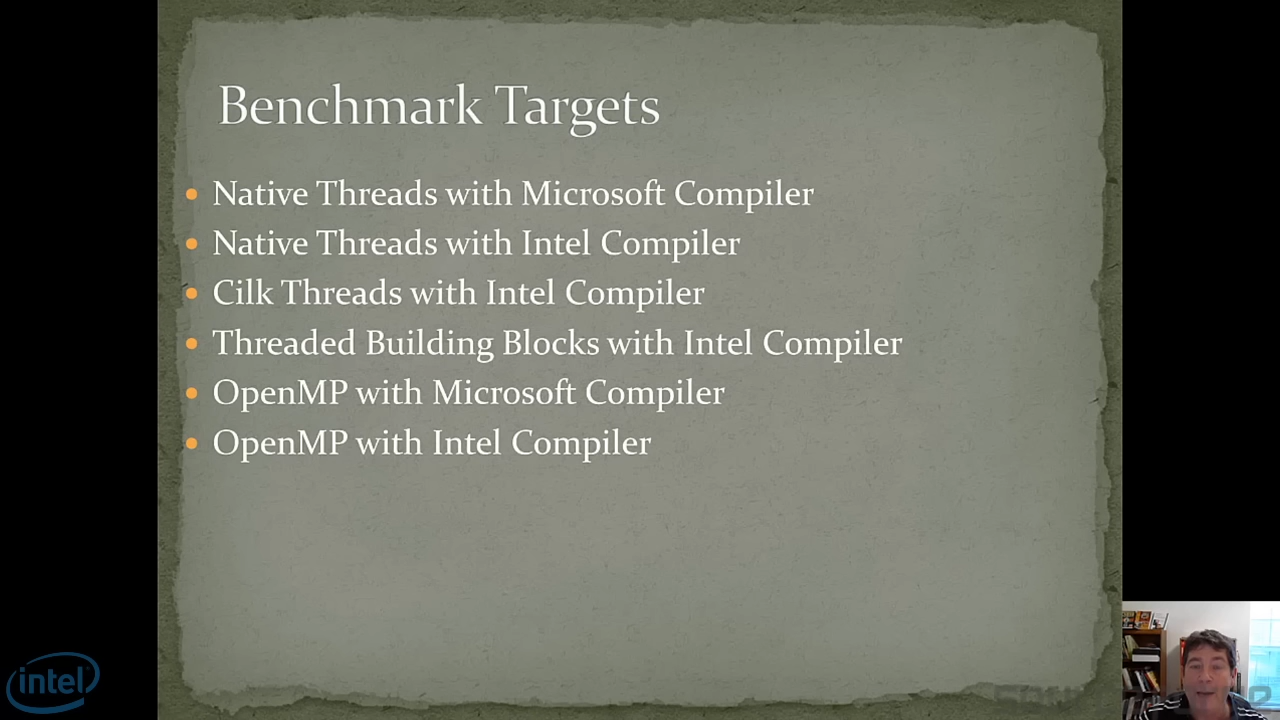 Benchmark Targets
Native Threads with Microsoft Compiler
Native Threads with Intel Compiler
Cilk Threads with Intel Compiler
Threaded Building Blocks with Intel Compiler
OpenMP with Microsoft Compiler
OpenMP with Intel Compiler
intel